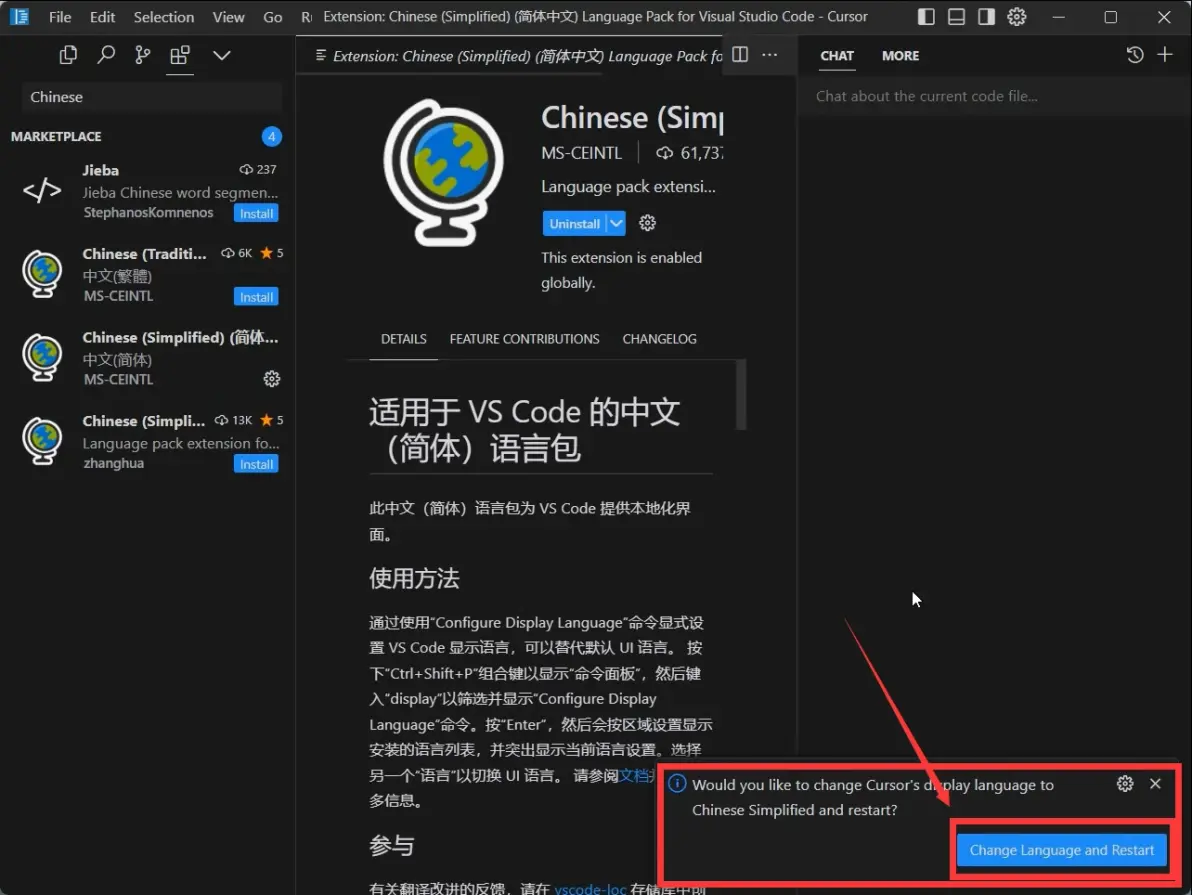 File Edit Selection View Go R Extension: Chinese (Simplified) (简体中文) Language Pack for Visual Studio Code - Cursor
Extension: Chinese (Simplified) (简体中文) Language Pack fo
CHAT MORE
Chinese
Chat about the current code file...
MARKETPLACE 4
Jieba 237
Jieba Chinese word segmen...
StephanosKomnenos Install
Chinese (Traditi... 6K 5
中文(繁體)
MS-CEINTL Install
Chinese (Simplified) (简体...
中文(简体)
MS-CEINTL
Chinese (Simpli... 13K 5
Language pack extension fo...
zhanghua Install
Chinese (Simp
MS-CEINTL 61,737
Language pack extensi...
Uninstall
This extension is enabled
globally.
DETAILS FEATURE CONTRIBUTIONS CHANGELOG
适用于 VS Code 的中文
（简体）语言包
此中文（简体）语言包为 VS Code 提供本地化界
面。
使用方法
通过使用“Configure Display Language”命令显式设
置 VS Code 显示语言，可以替代默认 UI 语言。 按
下“Ctrl+Shift+P”组合键以显示“命令面板”，然后键
入“display”以筛选并显示“Configure Display
Language”命令。按“Enter”，然后会按区域设置显示
安装的语言列表，并突出显示当前语言设置。选择
另一个“语言”以切换 UI 语言。 请参阅文档
多信息。
参与
有关翻译改进的反馈，请在 vscode-loc 存储库中创
Would you like to change Cursor's display language to
Chinese Simplified and restart?
Change Language and Restart